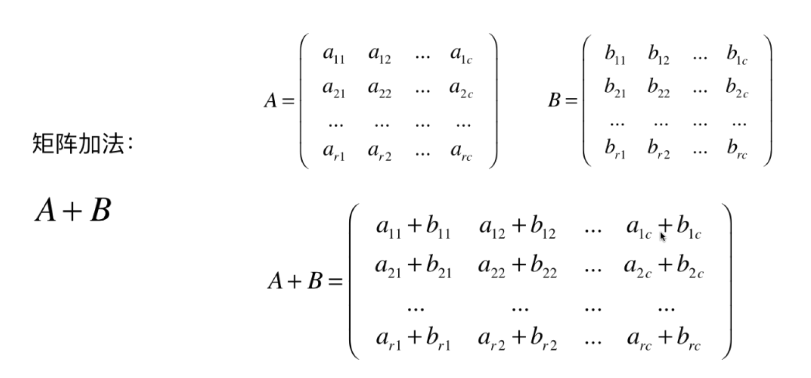 A = ( a₁₁ a₁₂ ... a₁c
a₂₁ a₂₂ ... a₂c
... ... ... ...
aᵣ₁ aᵣ₂ ... aᵣc )
B = ( b₁₁ b₁₂ ... b₁c
b₂₁ b₂₂ ... b₂c
... ... ... ...
bᵣ₁ bᵣ₂ ... bᵣc )
矩阵加法：
A + B
A + B = ( a₁₁ + b₁₁ a₁₂ + b₁₂ ... a₁c + b₁c
a₂₁ + b₂₁ a₂₂ + b₂₂ ... a₂c + b₂c
... ... ... ...
aᵣ₁ + bᵣ₁ aᵣ₂ + bᵣ₂ ... aᵣc + bᵣc )